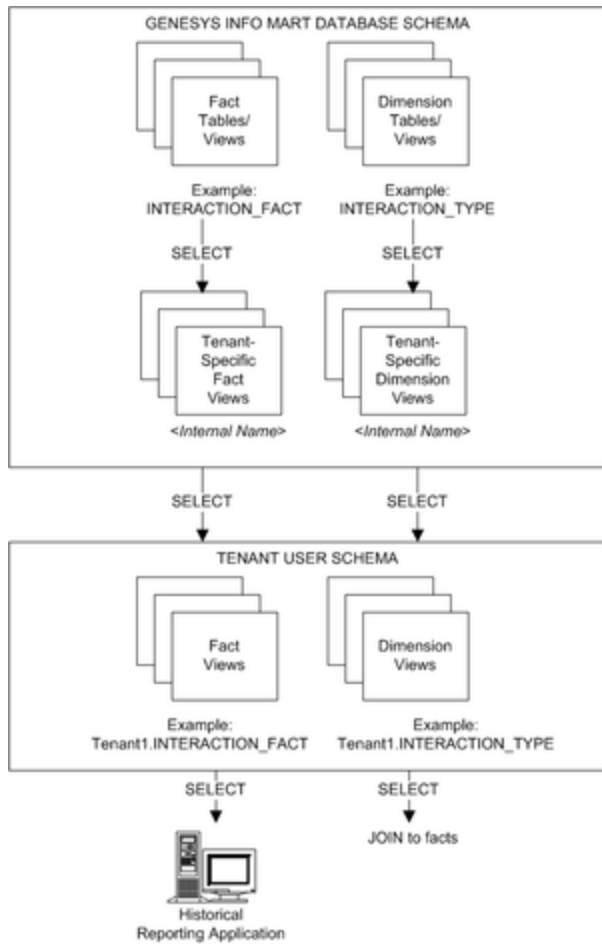 GENESYS INFO MART DATABASE SCHEMA
Fact
Tables/
Views
Dimension
Tables/
Views
Example:
INTERACTION_FACT
Example:
INTERACTION_TYPE
SELECT
SELECT
Tenant-
Specific
Fact
Views
Tenant-
Specific
Dimension
Views
<Internal Name>
<Internal Name>
SELECT
SELECT
TENANT USER SCHEMA
Fact
Views
Dimension
Views
Example:
Tenant1.INTERACTION_FACT
Example:
Tenant1.INTERACTION_TYPE
SELECT
SELECT
JOIN to facts
Historical
Reporting Application